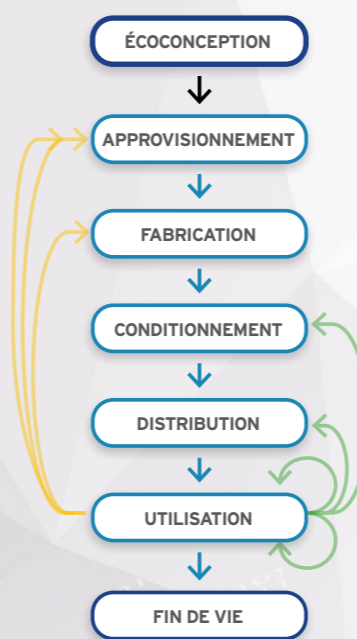 ÉCOCONCEPTION
APPROVISIONNEMENT
FABRICATION
CONDITIONNEMENT
DISTRIBUTION
UTILISATION
FIN DE VIE